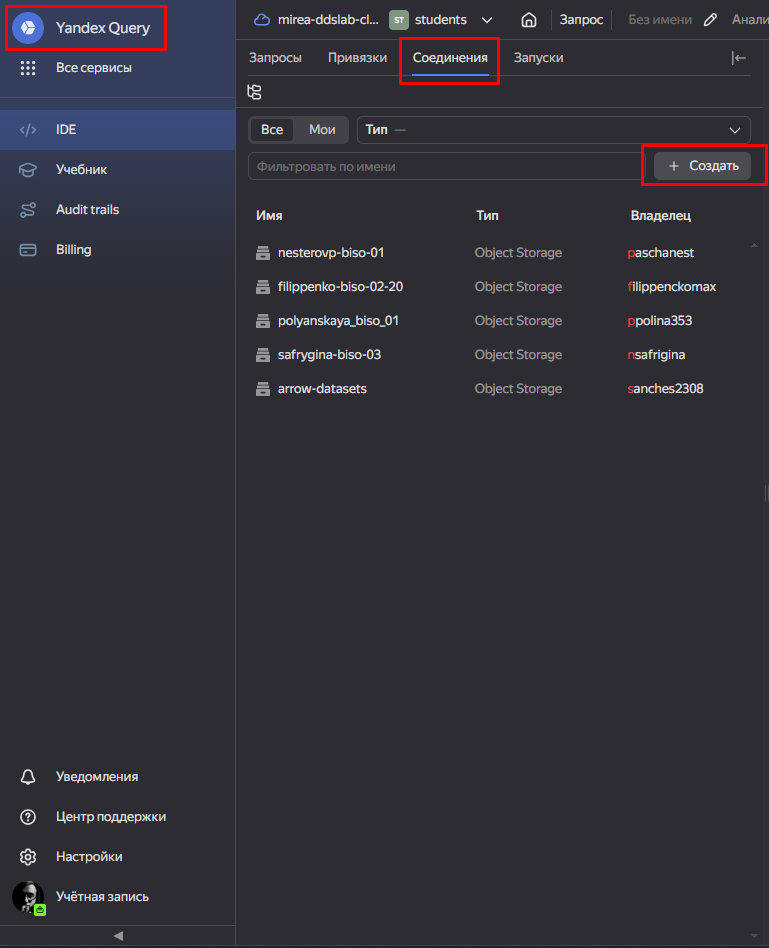 Yandex Query
Все сервисы
IDE
Учебник
Audit trails
Billing
Уведомления
Центр поддержки
Настройки
Учётная запись
mirea-ddslab-cl... ST students Запрос Без имени Анали
Запросы Привязки Соединения Запуски
Все Мои Тип —
Фильтровать по имени + Создать
Имя Тип Владелец
nesterovp-biso-01 Object Storage paschanest
filippenko-biso-02-20 Object Storage filippenckomax
polyanskaya_biso_01 Object Storage ppolina353
safrygina-biso-03 Object Storage nsafrigina
arrow-datasets Object Storage sanches2308